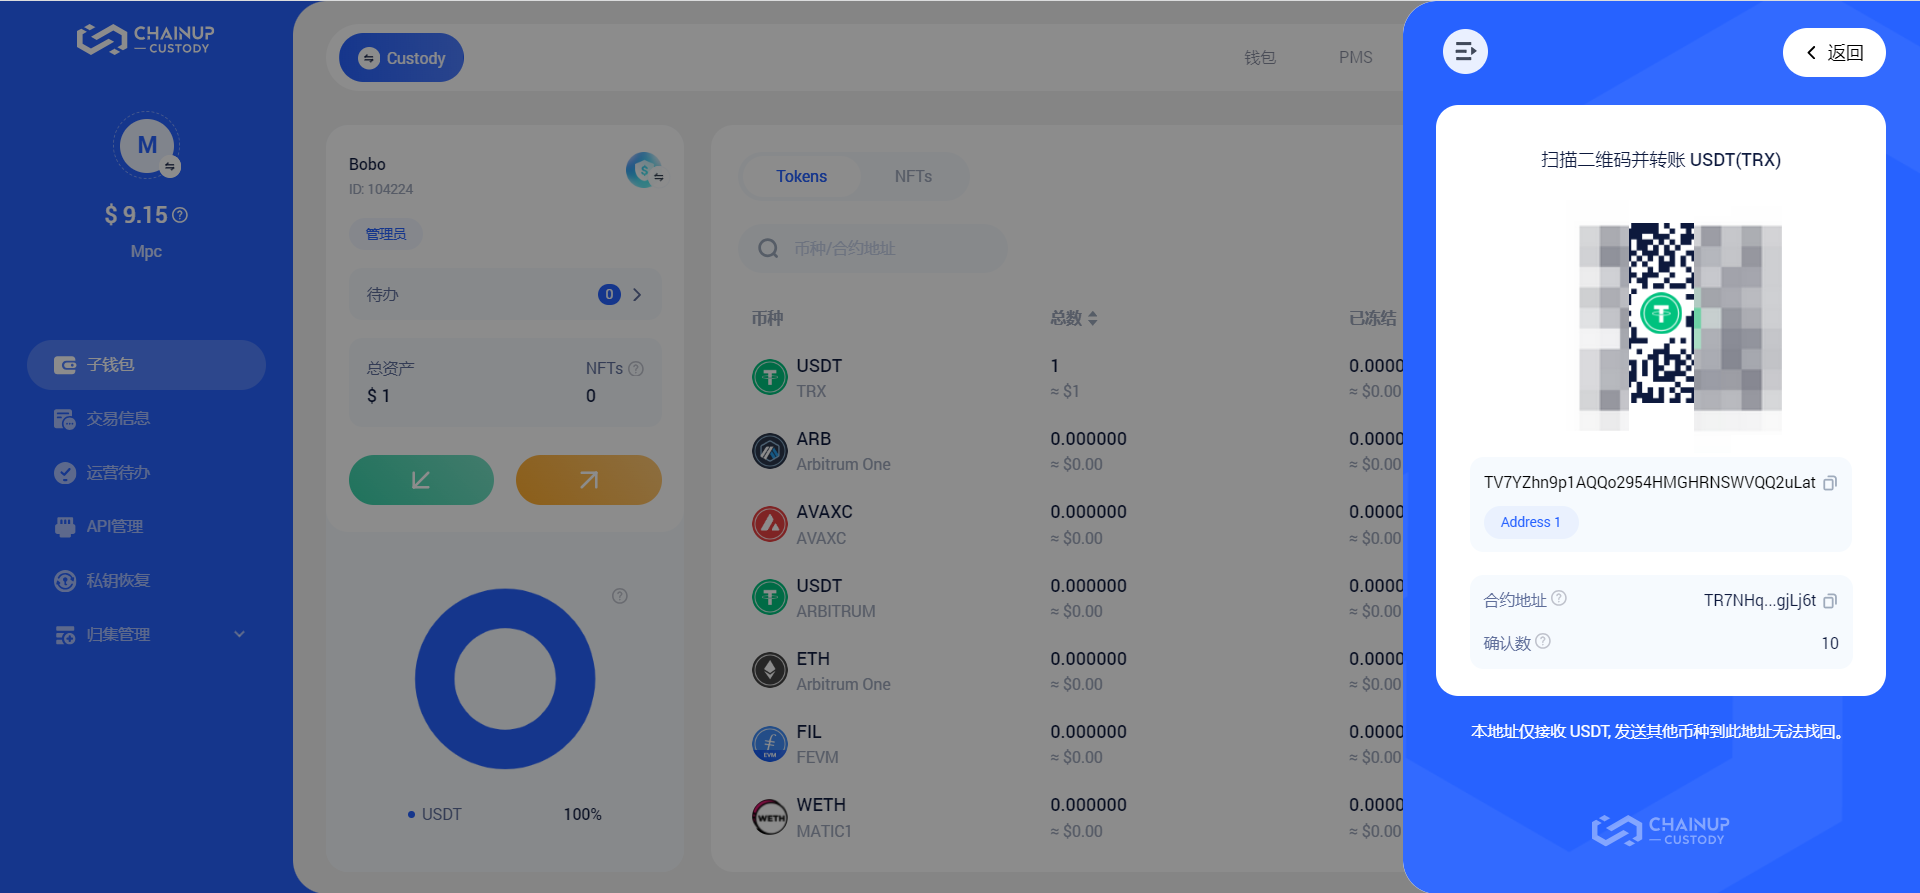 CHAINUP
CUSTODY
M
$ 9.15
Mpc
子钱包
交易信息
运营待办
API管理
私钥恢复
归集管理
Custody
钱包
PMS
Bobo
ID: 104224
管理员
待办
0
总资产
NFTs
$ 1
0
USDT
100%
Tokens
NFTs
币种/合约地址
币种
总数
已冻结
USDT
1
0.0000
TRX
≈ $1
≈ $0.00
ARB
0.000000
0.0000
Arbitrum One
≈ $0.00
≈ $0.00
AVAXC
0.000000
0.0000
AVAXC
≈ $0.00
≈ $0.00
USDT
0.000000
0.0000
ARBITRUM
≈ $0.00
≈ $0.00
ETH
0.000000
0.0000
Arbitrum One
≈ $0.00
≈ $0.00
FIL
0.000000
0.0000
EVM
FEVM
≈ $0.00
≈ $0.00
WETH
0.000000
0.0000
WETH
MATIC1
≈ $0.00
≈ $0.00
返回
扫描二维码并转账 USDT(TRX)
TV7YZhn9p1AQQo2954HMGHRNSWVQQ2uLat
Address 1
合约地址
TR7NHq...gjLj6t
确认数
10
本地址仅接收 USDT, 发送其他币种到此地址无法找回。
CHAINUP
CUSTODY